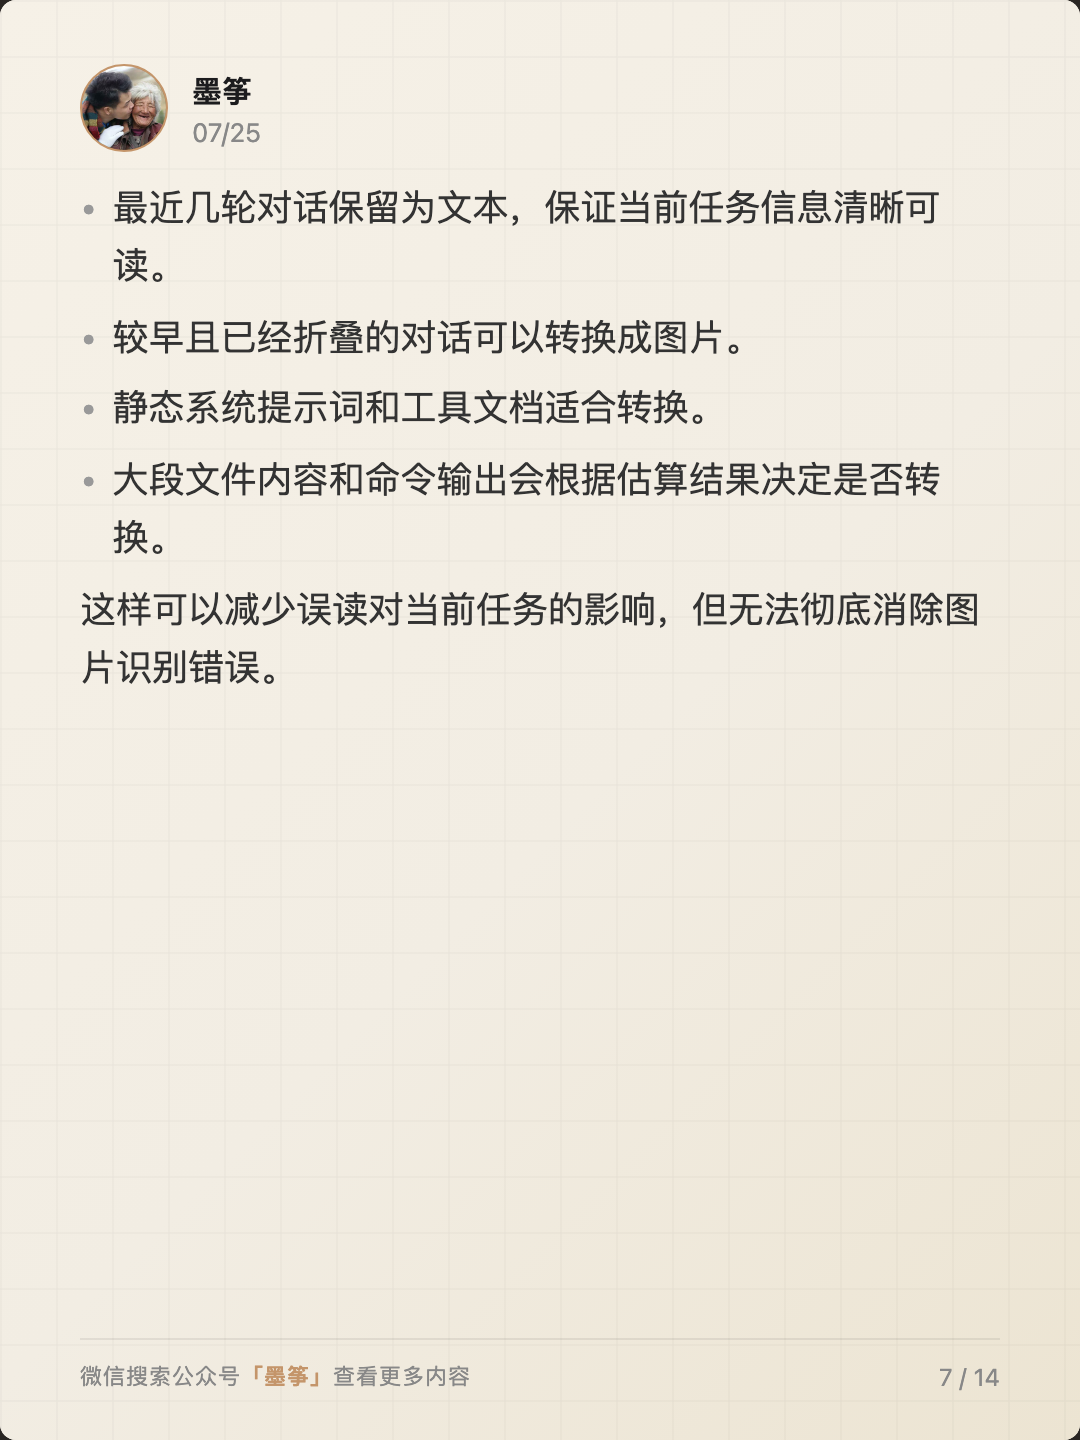 墨筝
07/25
• 最近几轮对话保留为文本，保证当前任务信息清晰可
读。
• 较早且已经折叠的对话可以转换成图片。
• 静态系统提示词和工具文档适合转换。
• 大段文件内容和命令输出会根据估算结果决定是否转
换。
这样可以减少误读对当前任务的影响，但无法彻底消除图
片识别错误。
微信搜索公众号「墨筝」查看更多内容
7 / 14